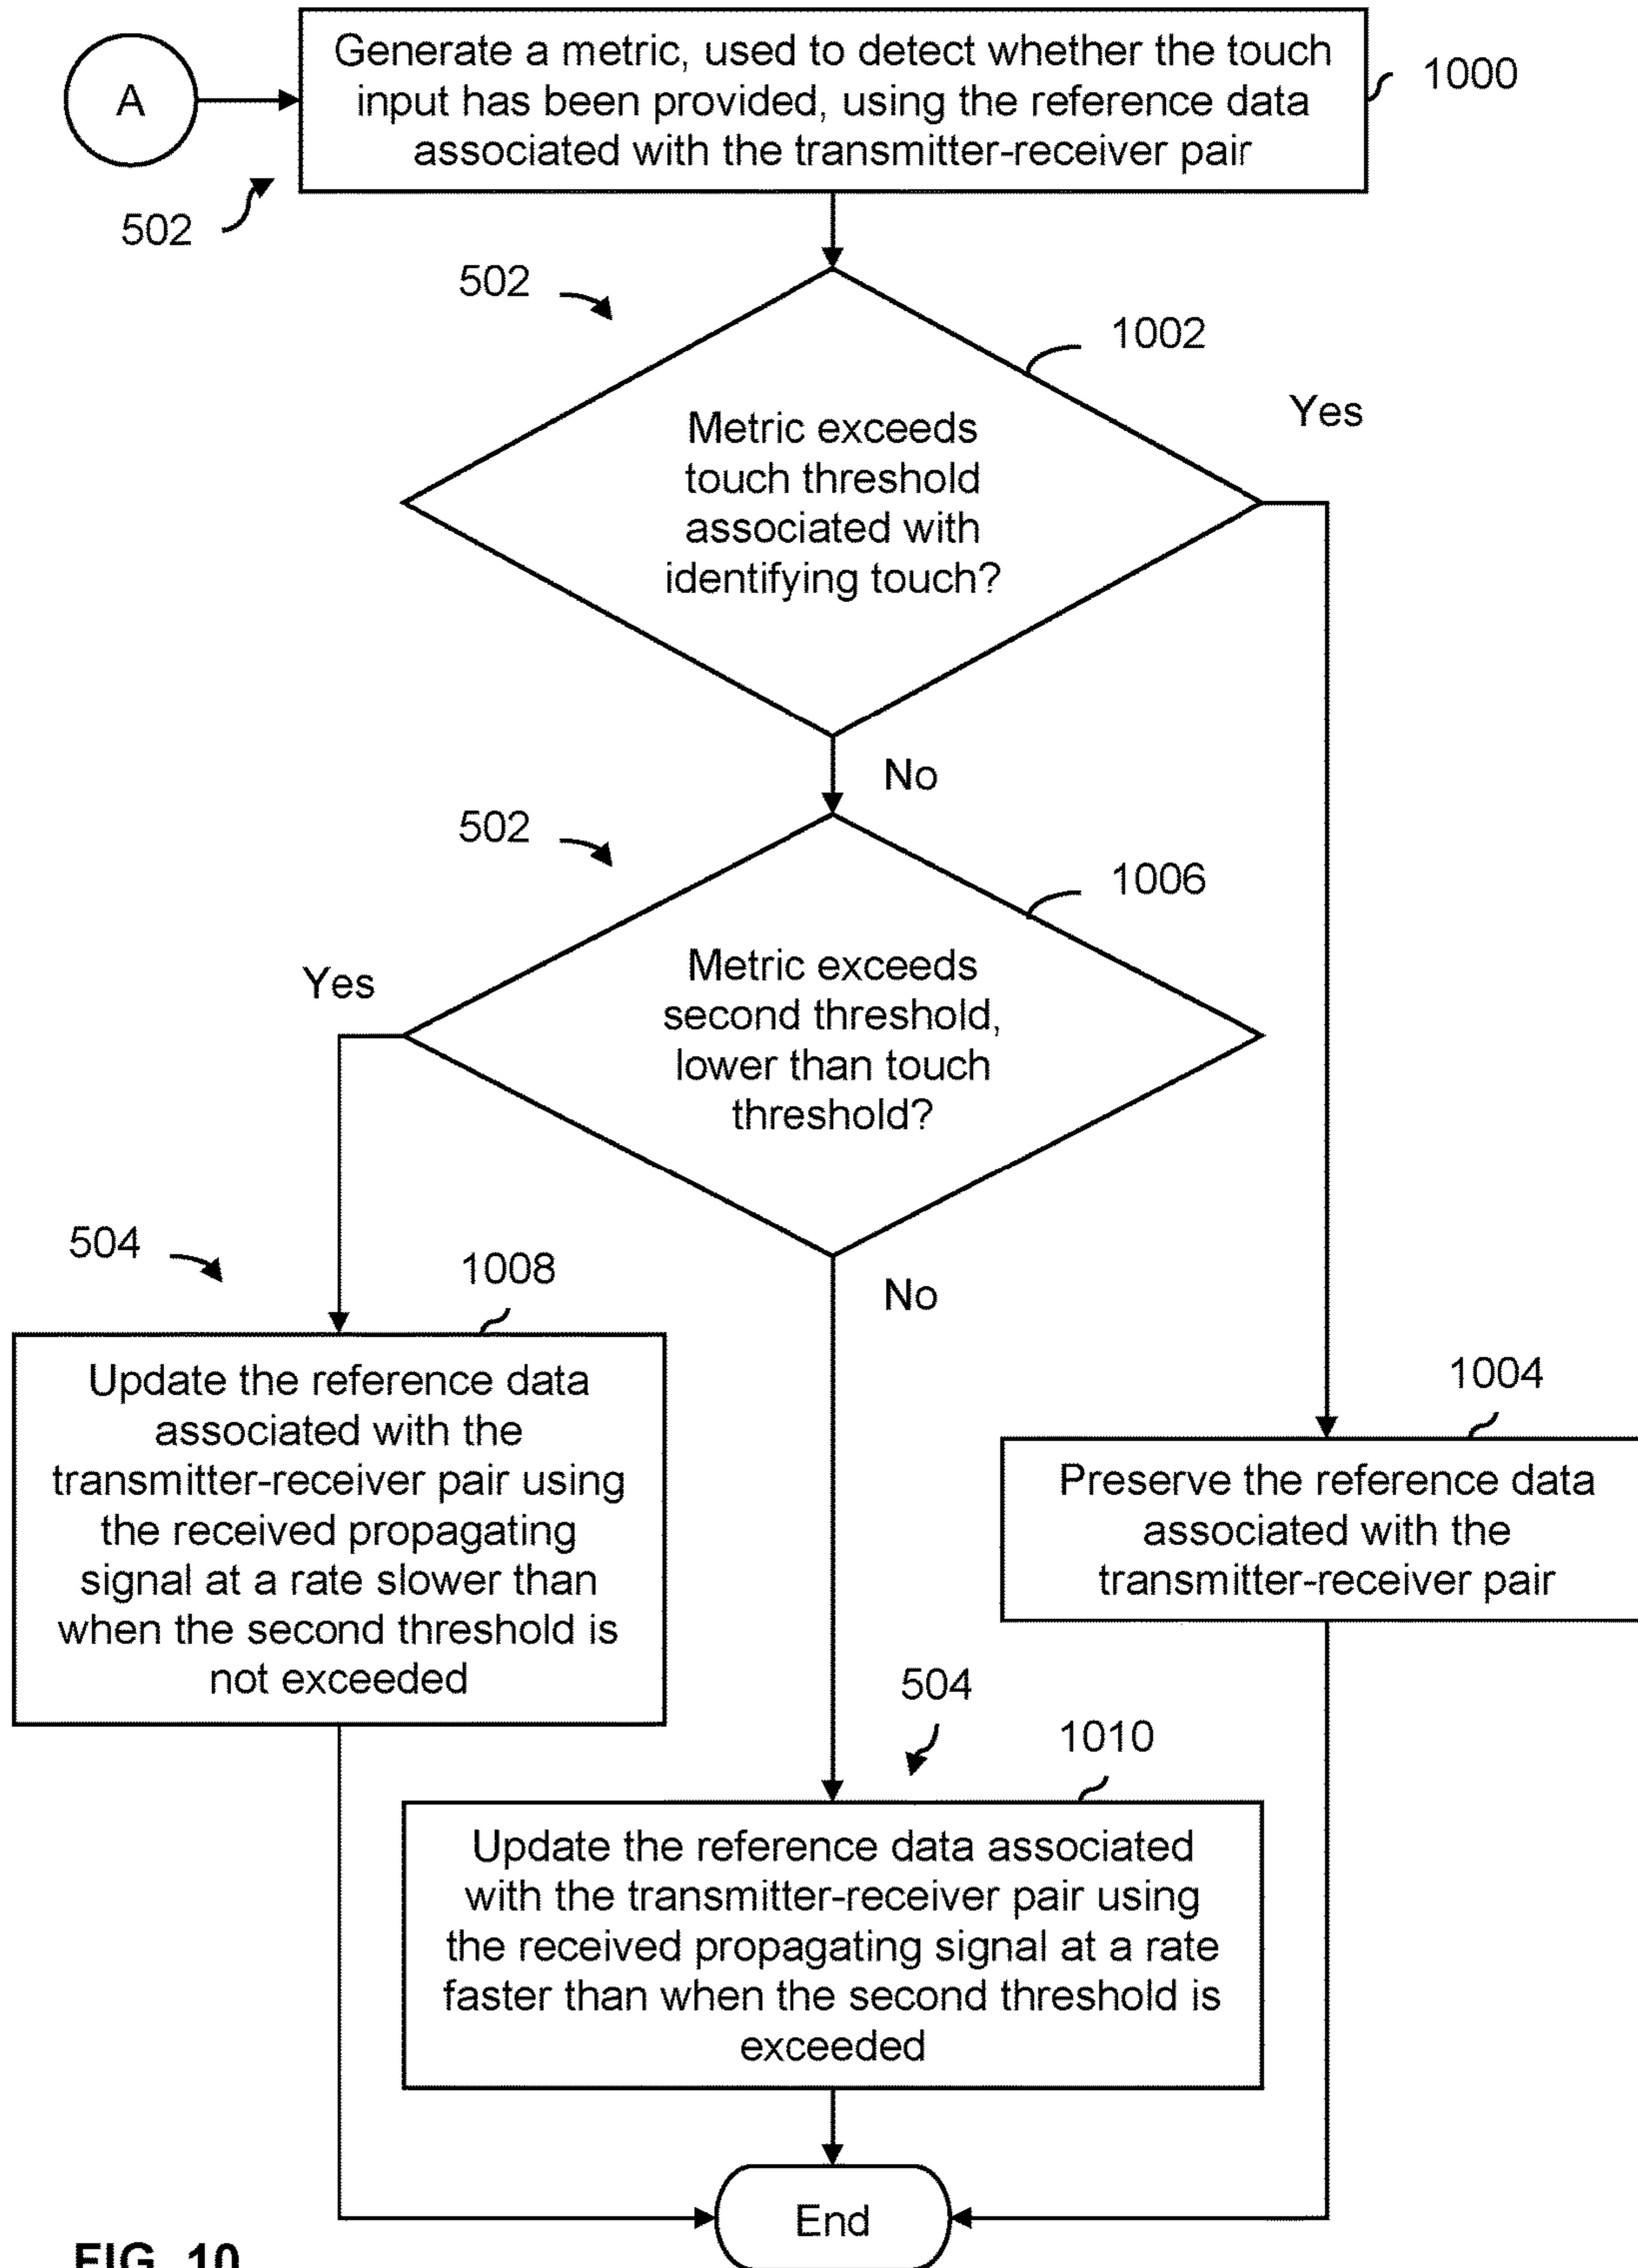 A
Generate a metric, used to detect whether the touch
input has been provided, using the reference data
associated with the transmitter-receiver pair
1000
502
502
1002
Yes
Metric exceeds
touch threshold
associated with
identifying touch?
No
502
1006
Yes
Metric exceeds
second threshold,
lower than touch
threshold?
504
1008
No
Update the reference data
associated with the
transmitter-receiver pair using
the received propagating
signal at a rate slower than
when the second threshold is
not exceeded
1004
Preserve the reference data
associated with the
transmitter-receiver pair
504
1010
Update the reference data associated
with the transmitter-receiver pair using
the received propagating signal at a rate
faster than when the second threshold is
exceeded
End
FIG. 10